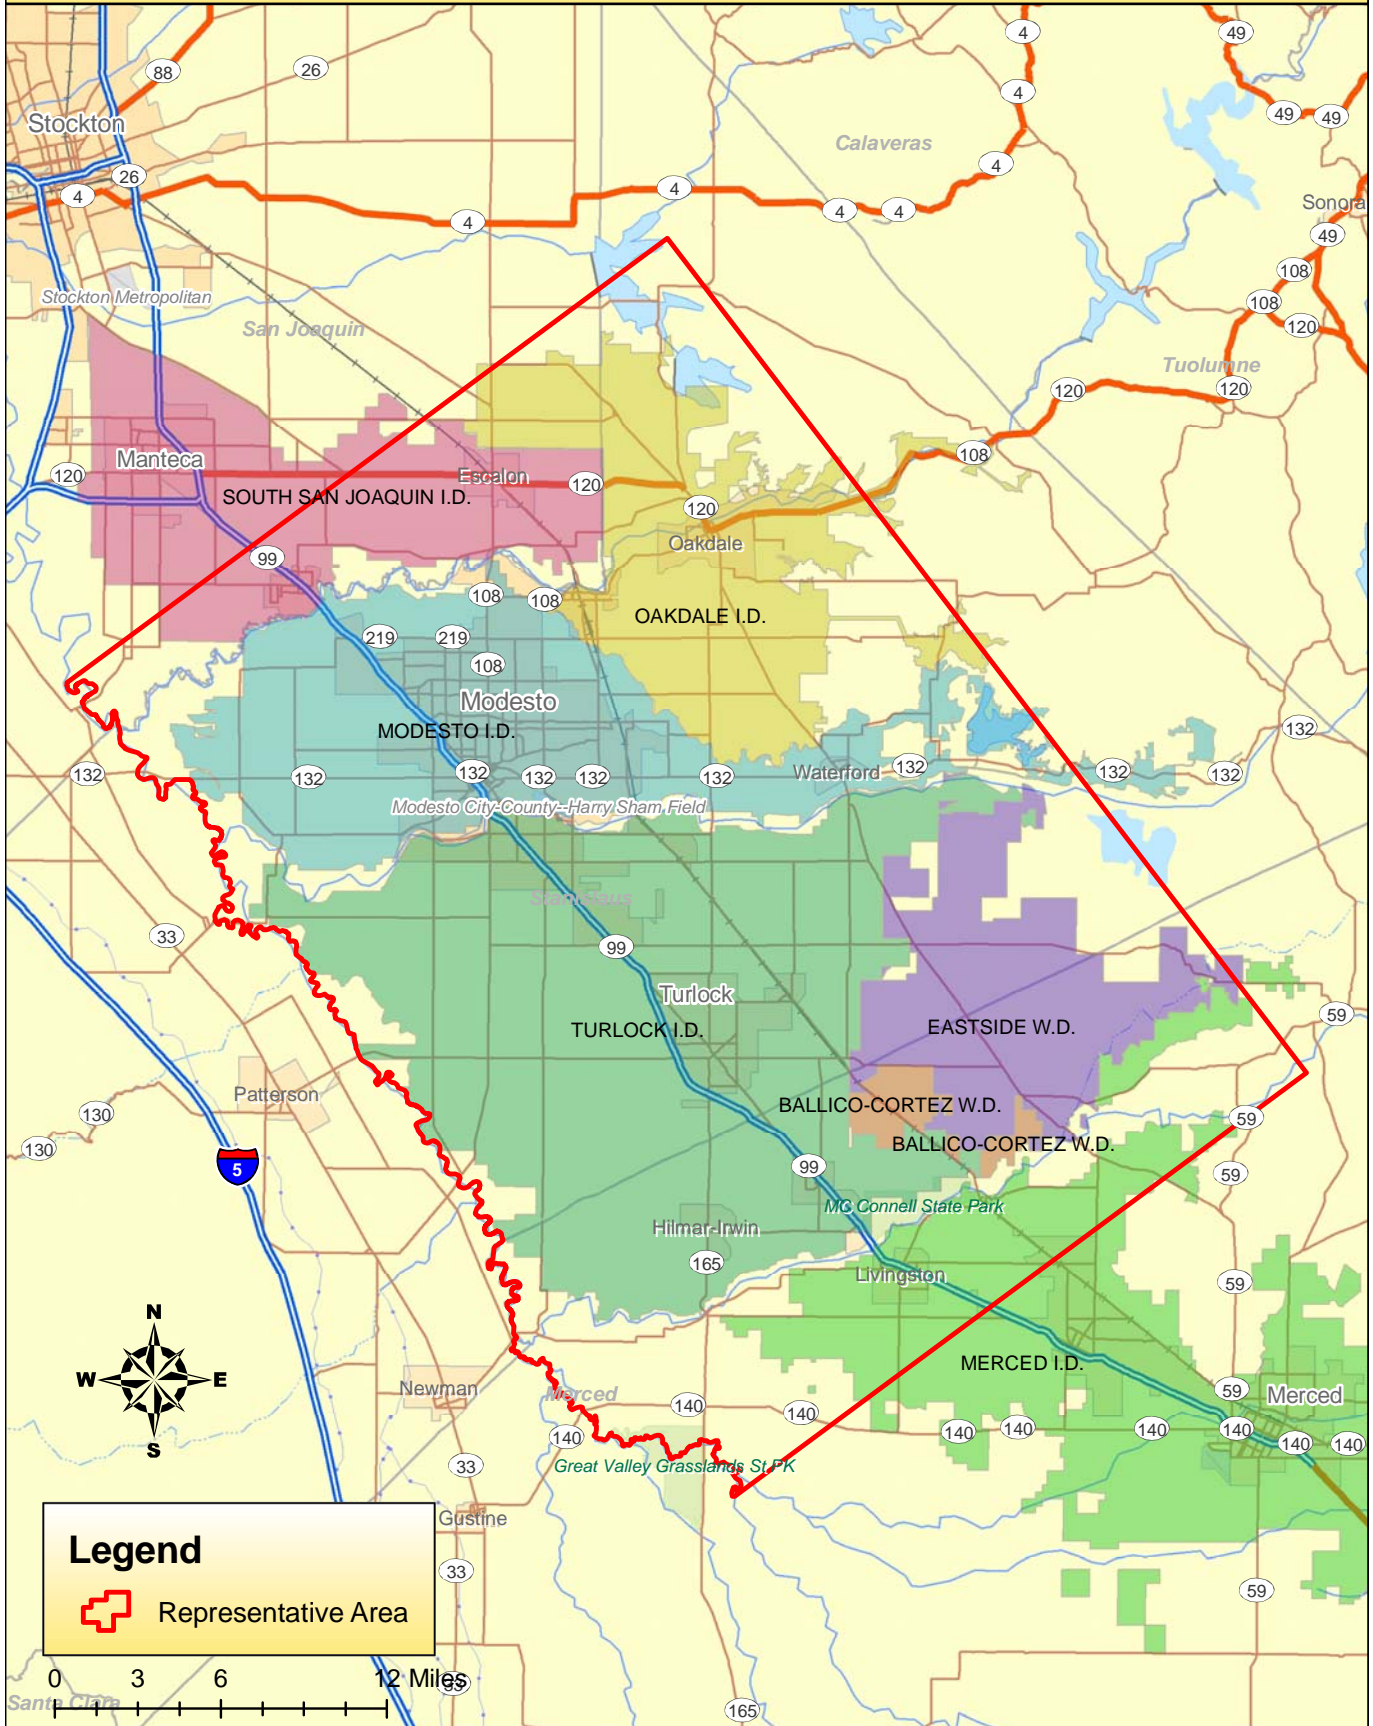 4
49
88
26
4
49
49
Stockton
Calaveras
4
26
4
4
4
4
Sonora
4
49
108
Stockton Metropolitan
108
San Joaquin
120
Tuolumne
120
120
108
Manteca
120
Escalon
120
SOUTH SAN JOAQUIN I.D.
120
Oakdale
99
108
108
OAKDALE I.D.
219
219
108
Modesto
MODESTO I.D.
132
132
132
132
132
132
132
Waterford
132
132
132
132
Modesto City-County--Harry Sham Field
Stanislaus
33
99
Turlock
59
TURLOCK I.D.
EASTSIDE W.D.
Patterson
BALLICO-CORTEZ W.D.
130
59
BALLICO-CORTEZ W.D.
130
5
99
59
MC Connell State Park
Hilmar-Irwin
165
Livingston
59
N
W
E
S
MERCED I.D.
Newman
Merced
59
Merced
140
140
140
140
140
140
140
140
140
33
Great Valley Grasslands St PK
Gustine
Legend
33
59
Representative Area
0
3
6
12 Miles
33
Santa Clara
165